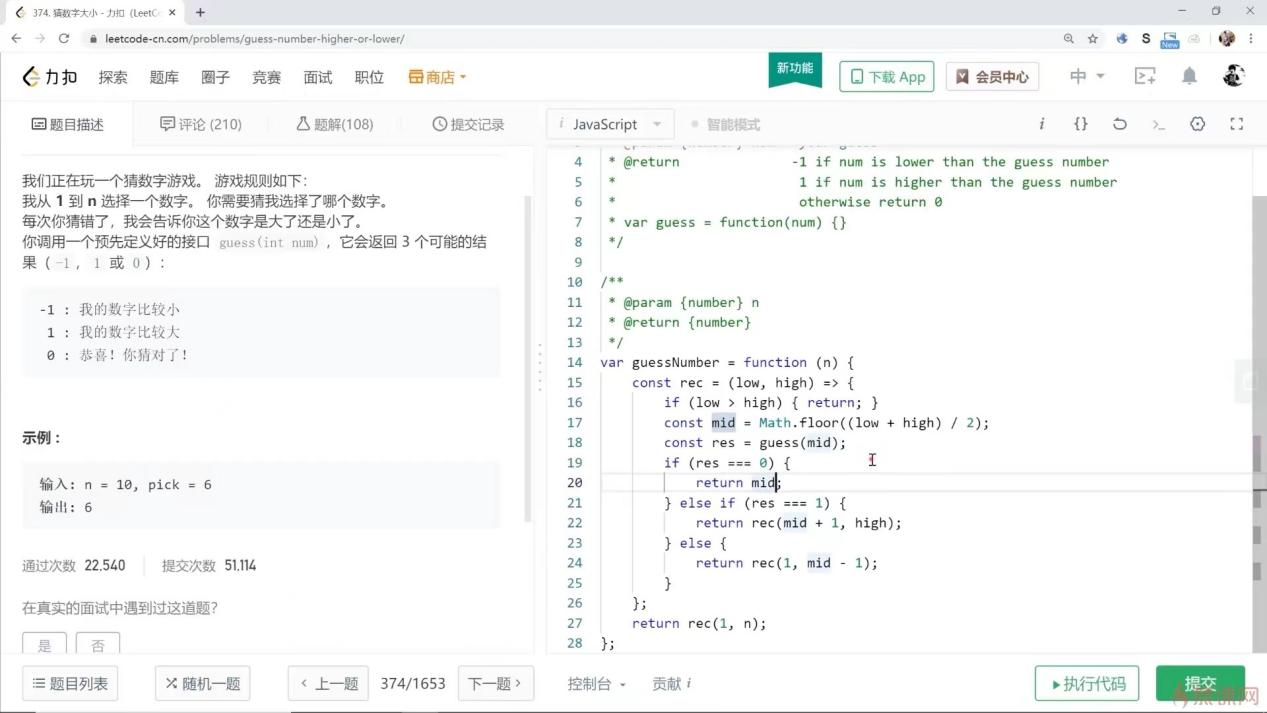 374. 猜数字大小 - 力扣 (LeetC
leetcode-cn.com/problems/guess-number-higher-or-lower/
New
力扣 探索 题库 圈子 竞赛 面试 职位 商店 新功能 下载 App 会员中心 中
题目描述 评论 (210) 题解(108) 提交记录
i JavaScript 智能模式 i {} >_
我们正在玩一个猜数字游戏。 游戏规则如下：
我从 1 到 n 选择一个数字。 你需要猜我选择了哪个数字。
每次你猜错了，我会告诉你这个数字是大了还是小了。
你调用一个预先定义好的接口 guess(int num)，它会返回 3 个可能的结
果（-1，1 或 0）：
-1 : 我的数字比较小
1 : 我的数字比较大
0 : 恭喜！你猜对了！
示例 :
输入: n = 10, pick = 6
输出: 6
通过次数 22,540 提交次数 51,114
在真实的面试中遇到过这道题？
是 否
4 * @return -1 if num is lower than the guess number
5 * 1 if num is higher than the guess number
6 * otherwise return 0
7 * var guess = function(num) {}
8 */
9
10 /**
11 * @param {number} n
12 * @return {number}
13 */
14 var guessNumber = function (n) {
15 const rec = (low, high) => {
16 if (low > high) { return; }
17 const mid = Math.floor((low + high) / 2);
18 const res = guess(mid);
19 if (res === 0) {
20 return mid;
21 } else if (res === 1) {
22 return rec(mid + 1, high);
23 } else {
24 return rec(1, mid - 1);
25 }
26 };
27 return rec(1, n);
28 };
题目列表 随机一题 上一题 374/1653 下一题 控制台 贡献 i 执行代码 提交